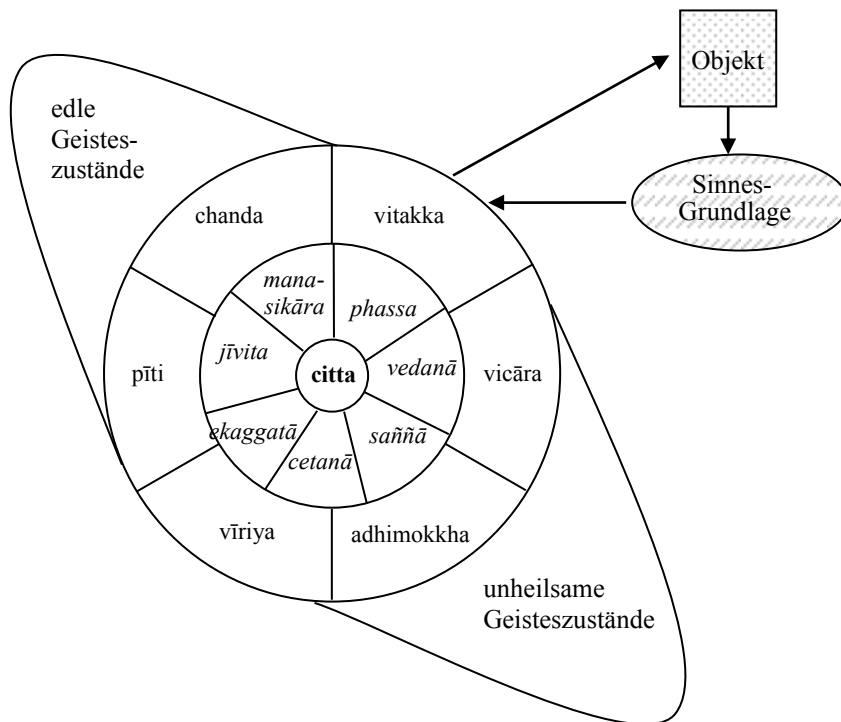 edle
Geistes-
zustände
Objekt
Sinnes-
Grundlage
chanda
vitakka
mana-
sikāra
phassa
jīvita
citta
vedanā
pīti
vicāra
ekaggatā
cetanā
saññā
vīriya
adhimokkha
unheilsame
Geisteszustände